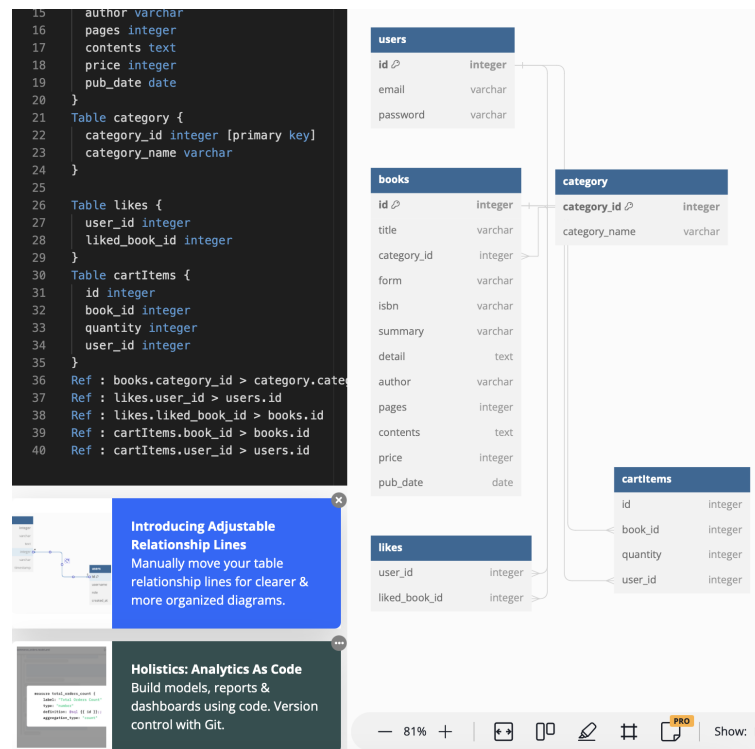 15 author varchar
16 pages integer
17 contents text
18 price integer
19 pub_date date
20 }
21 Table category {
22 category_id integer [primary key]
23 category_name varchar
24 }
25
26 Table likes {
27 user_id integer
28 liked_book_id integer
29 }
30 Table cartItems {
31 id integer
32 book_id integer
33 quantity integer
34 user_id integer
35 }
36 Ref : books.category_id > category.cate
37 Ref : likes.user_id > users.id
38 Ref : likes.liked_book_id > books.id
39 Ref : cartItems.book_id > books.id
40 Ref : cartItems.user_id > users.id
Introducing Adjustable
Relationship Lines
Manually move your table
relationship lines for clearer &
more organized diagrams.
Holistics: Analytics As Code
Build models, reports &
dashboards using code. Version
control with Git.
users
id integer
email varchar
password varchar
books
id integer
title varchar
category_id integer
form varchar
isbn varchar
summary varchar
detail text
author varchar
pages integer
contents text
price integer
pub_date date
category
category_id integer
category_name varchar
cartItems
id integer
book_id integer
quantity integer
user_id integer
likes
user_id integer
liked_book_id integer
81%
PRO
Show: